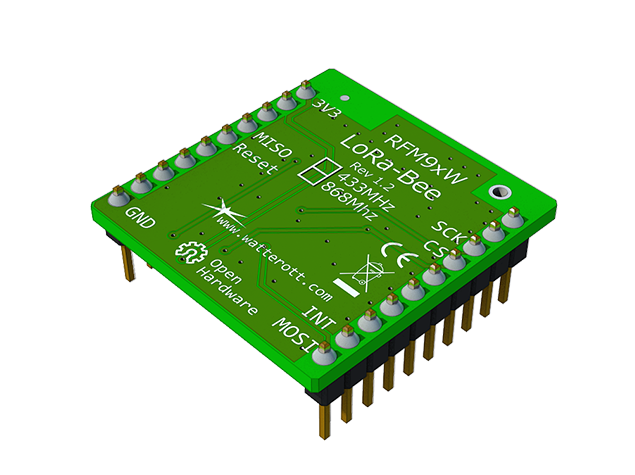 3V3
RFM9xW
LoRa-Bee
Rev 1.2
433MHz
868Mhz
MISO
Reset
GND
www.watterott.com
Open
Hardware
CE
SCK
CS
INT
MOSI